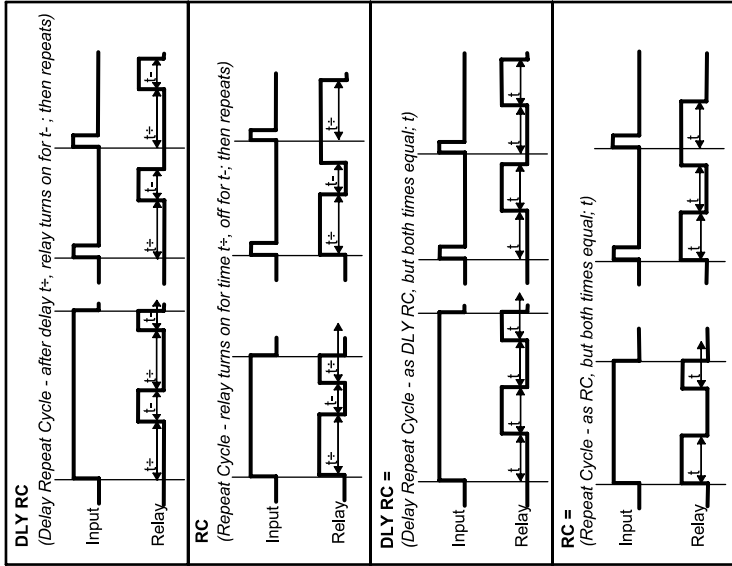 DLY RC
(Delay Repeat Cycle - after delay t÷, relay turns on for t- ; then repeats)
Input
Relay
t÷ t- t÷ t- t÷ t- t÷ t-
RC
(Repeat Cycle - relay turns on for time t÷, off for t-; then repeats)
Input
Relay
t÷ t- t÷ t÷ t- t÷
DLY RC =
(Delay Repeat Cycle - as DLY RC, but both times equal; t)
Input
Relay
t t t t t t t t
RC =
(Repeat Cycle - as RC, but both times equal; t)
Input
Relay
t t t t t